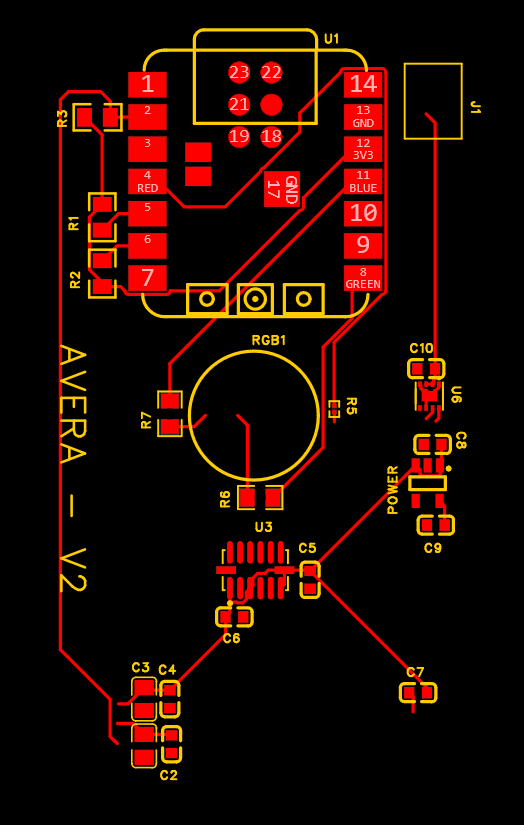 U1
23 22
21
19 18
1
2
3
4
RED
5
6
7
14
13
GND
12
3V3
11
BLUE
10
9
8
GREEN
GND
17
J1
R3
R1
R2
RGB1
R7
R5
R6
C10
U6
C8
POWER
C9
U3
C5
C6
C7
C3
C4
C2
AVERA - V2